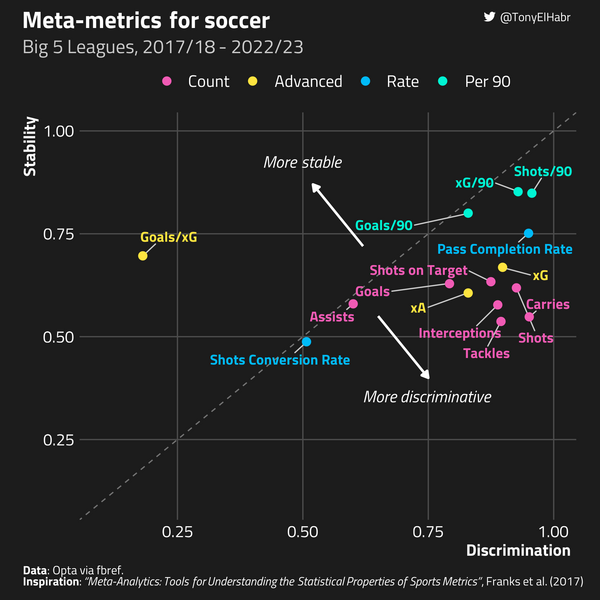 Meta-metrics for soccer
@TonyElHabr
Big 5 Leagues, 2017/18 - 2022/23
Count Advanced Rate Per 90
Stability
1.00
0.75
0.50
0.25
More stable
Shots/90
xG/90
Goals/90
Goals/xG
Pass Completion Rate
Shots on Target
xG
Goals
Carries
xA
Assists
Interceptions
Shots
Tackles
Shots Conversion Rate
More discriminative
0.25 0.50 0.75 1.00
Discrimination
Data: Opta via fbref.
Inspiration: “Meta-Analytics: Tools for Understanding the Statistical Properties of Sports Metrics”, Franks et al. (2017)